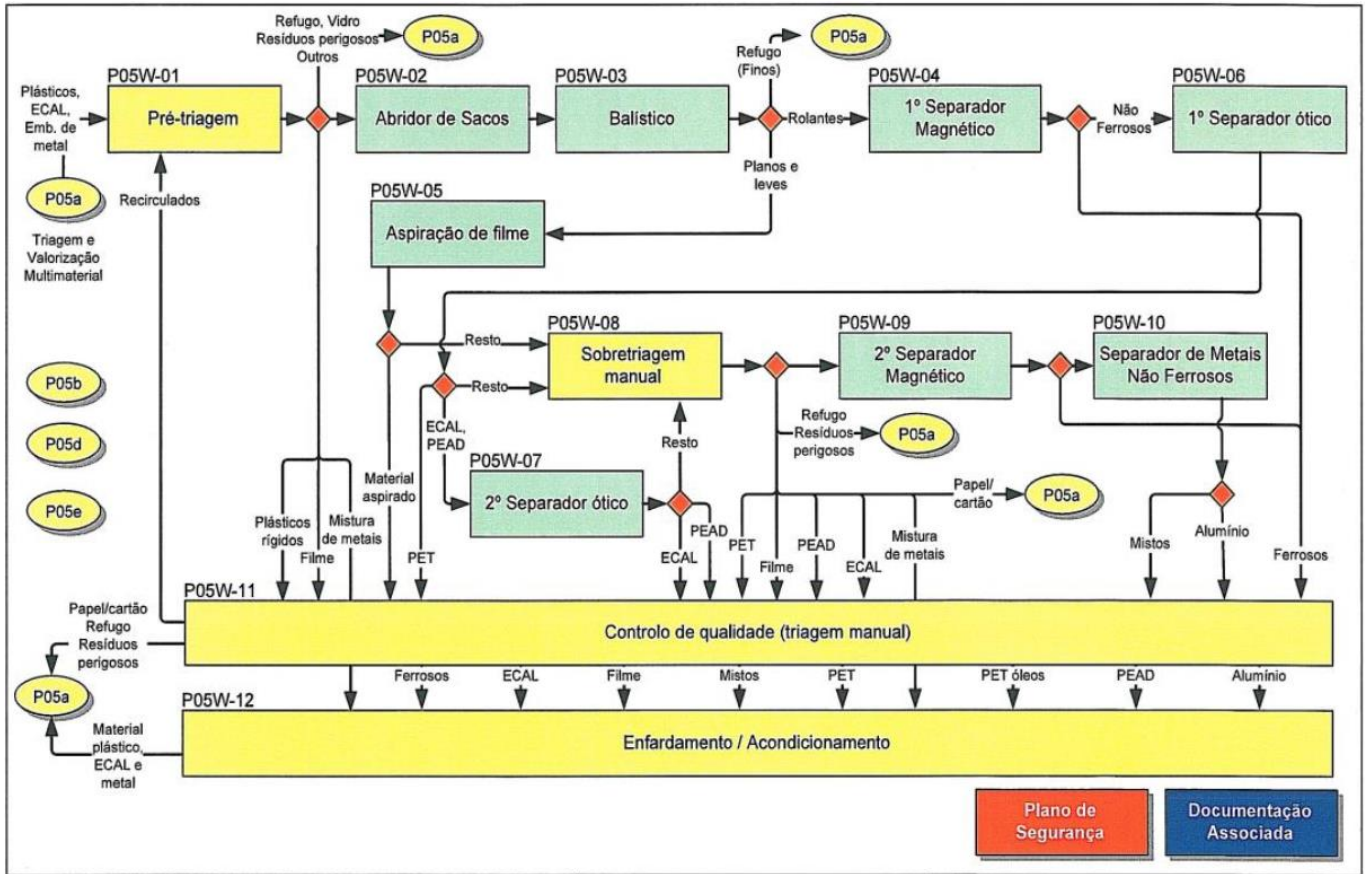 Refugo, Vidro
Resíduos perigosos
Outros
P05a
Refugo
(Finos)
P05a
P05W-01
P05W-02
P05W-03
P05W-04
P05W-06
Plásticos,
ECAL,
Emb. de
metal
Pré-triagem
Abridor de Sacos
Balístico
Rolantes
1º Separador
Magnético
Não
Ferrosos
1º Separador ótico
Planos e
leves
P05a
Recirculados
Triagem e
Valorização
Multimaterial
P05W-05
Aspiração de filme
P05W-08
P05W-09
P05W-10
Resto
Sobretriagem
manual
2º Separador
Magnético
Separador de Metais
Não Ferrosos
P05b
Resto
ECAL,
PEAD
Resto
Refugo
Resíduos
perigosos
P05a
P05d
P05W-07
Material
aspirado
2º Separador ótico
Papel/
cartão
P05a
P05e
Plásticos
rígidos
Mistura
de metais
Filme
PET
ECAL
PEAD
PET
Filme
PEAD
ECAL
Mistura
de metais
Mistos
Alumínio
Ferrosos
P05W-11
Controlo de qualidade (triagem manual)
Papel/cartão
Refugo
Resíduos
perigosos
P05a
Ferrosos
ECAL
Filme
Mistos
PET
PET óleos
PEAD
Alumínio
P05W-12
Enfardamento / Acondicionamento
Material
plástico,
ECAL e
metal
Plano de
Segurança
Documentação
Associada